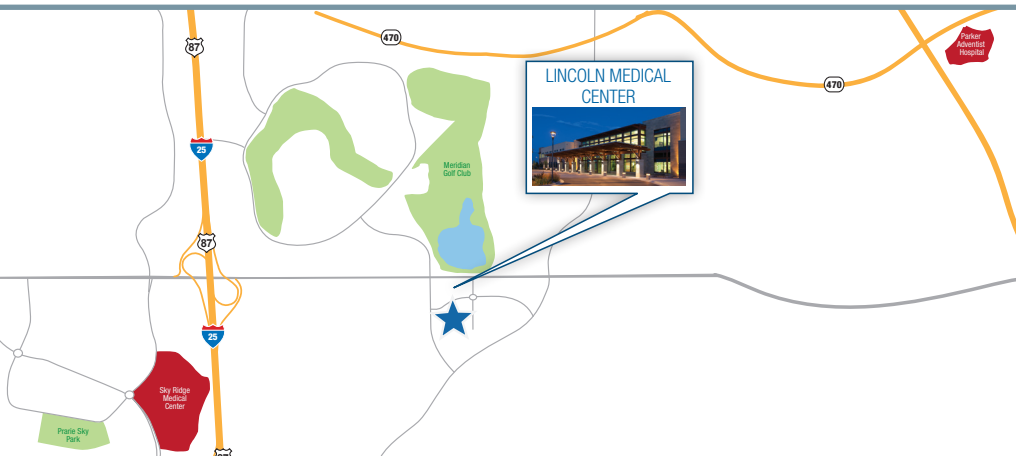 87
470
Parker
Adventist
Hospital
LINCOLN MEDICAL
CENTER
470
25
Meridian
Golf Club
87
25
Sky Ridge
Medical
Center
Prarie Sky
Park